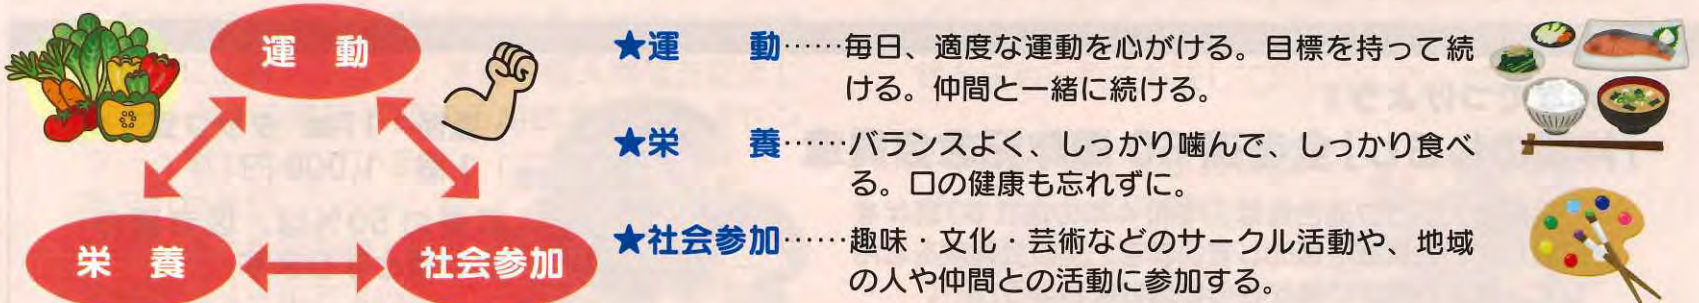 運 動
栄 養
社会参加
★運 動……毎日、適度な運動を心がける。目標を持って続
ける。仲間と一緒に続ける。
★栄 養……バランスよく、しっかり噛んで、しっかり食べ
る。口の健康も忘れずに。
★社会参加……趣味・文化・芸術などのサークル活動や、地域
の人や仲間との活動に参加する。